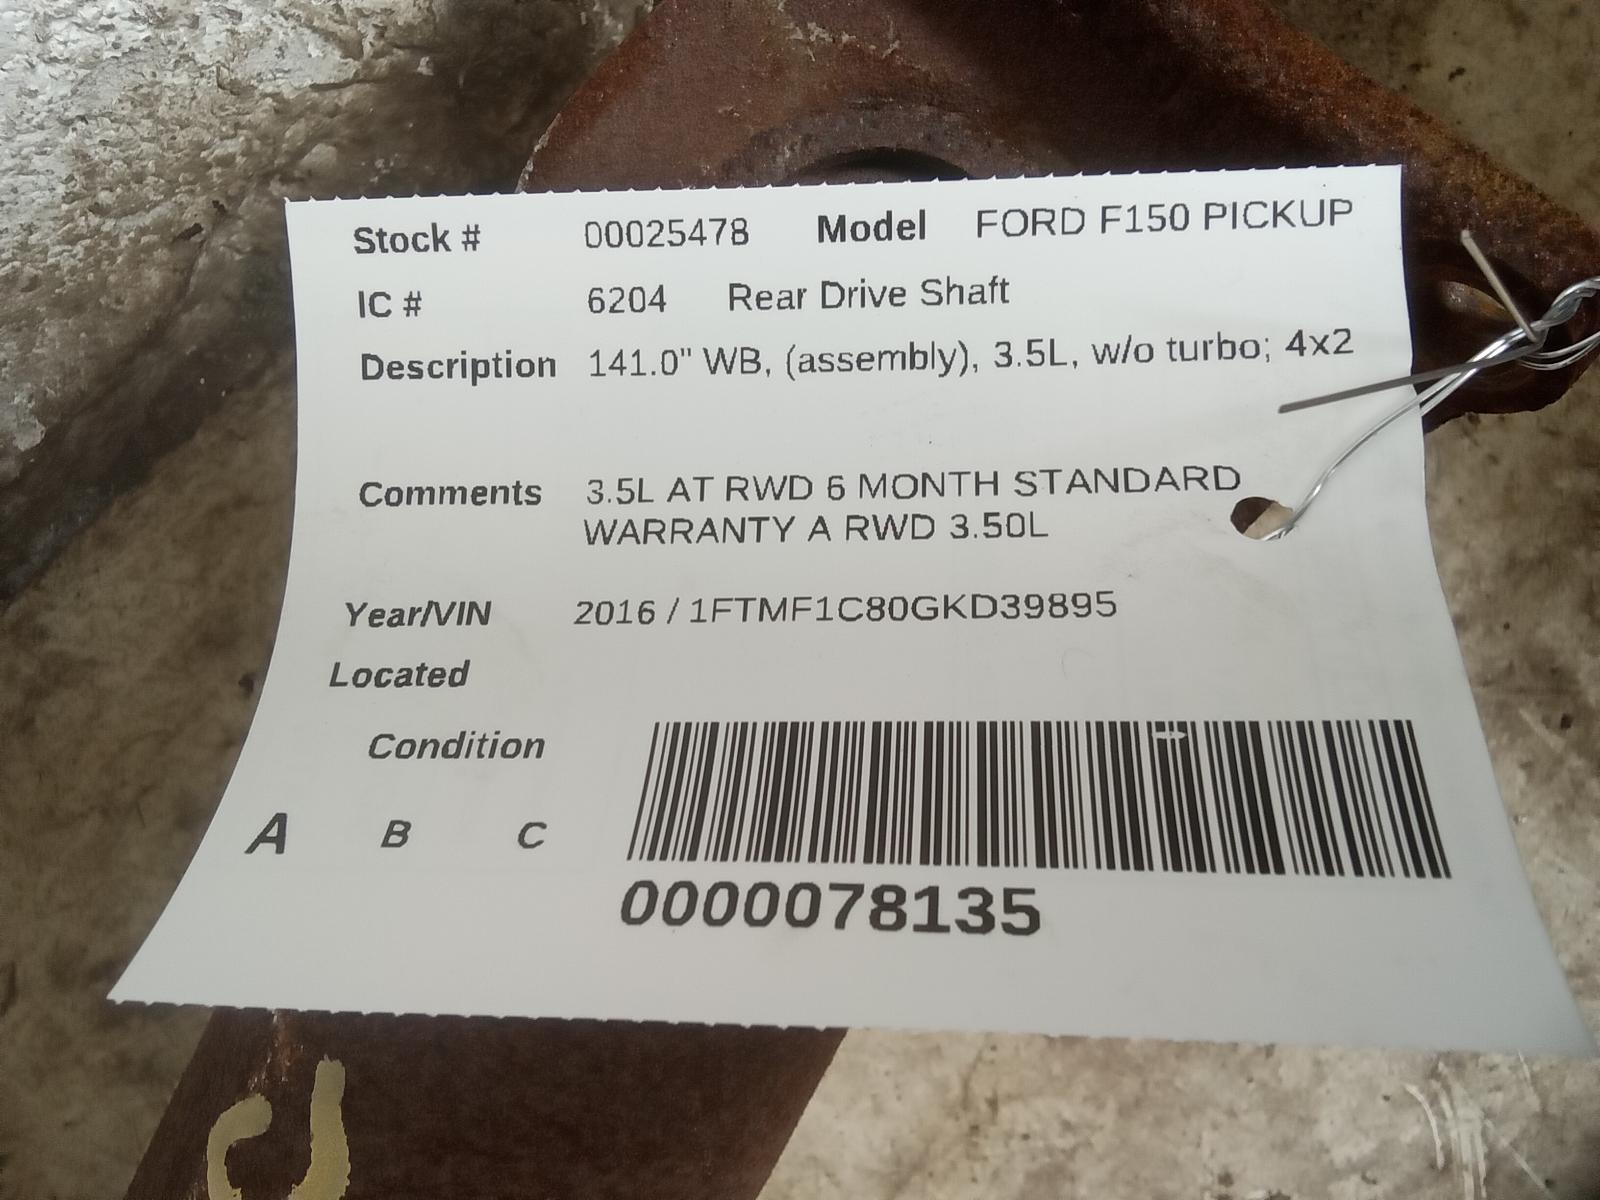 Stock # 00025478 Model FORD F150 PICKUP
IC # 6204 Rear Drive Shaft
Description 141.0" WB, (assembly), 3.5L, w/o turbo; 4x2
Comments 3.5L AT RWD 6 MONTH STANDARD
WARRANTY A RWD 3.50L
Year/VIN 2016 / 1FTMF1C80GKD39895
Located
Condition
A B C
0000078135